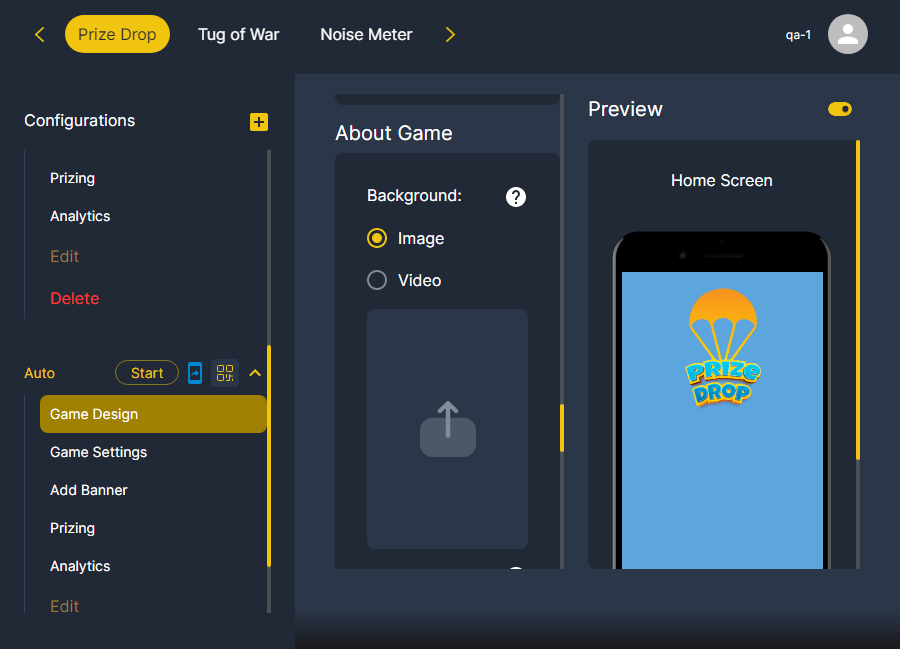 Prize Drop
Tug of War
Noise Meter
qa-1
Configurations
Prizing
Analytics
Edit
Delete
Auto
Start
Game Design
Game Settings
Add Banner
Prizing
Analytics
Edit
About Game
Background:
?
Image
Video
Preview
Home Screen
PRIZE
DROP